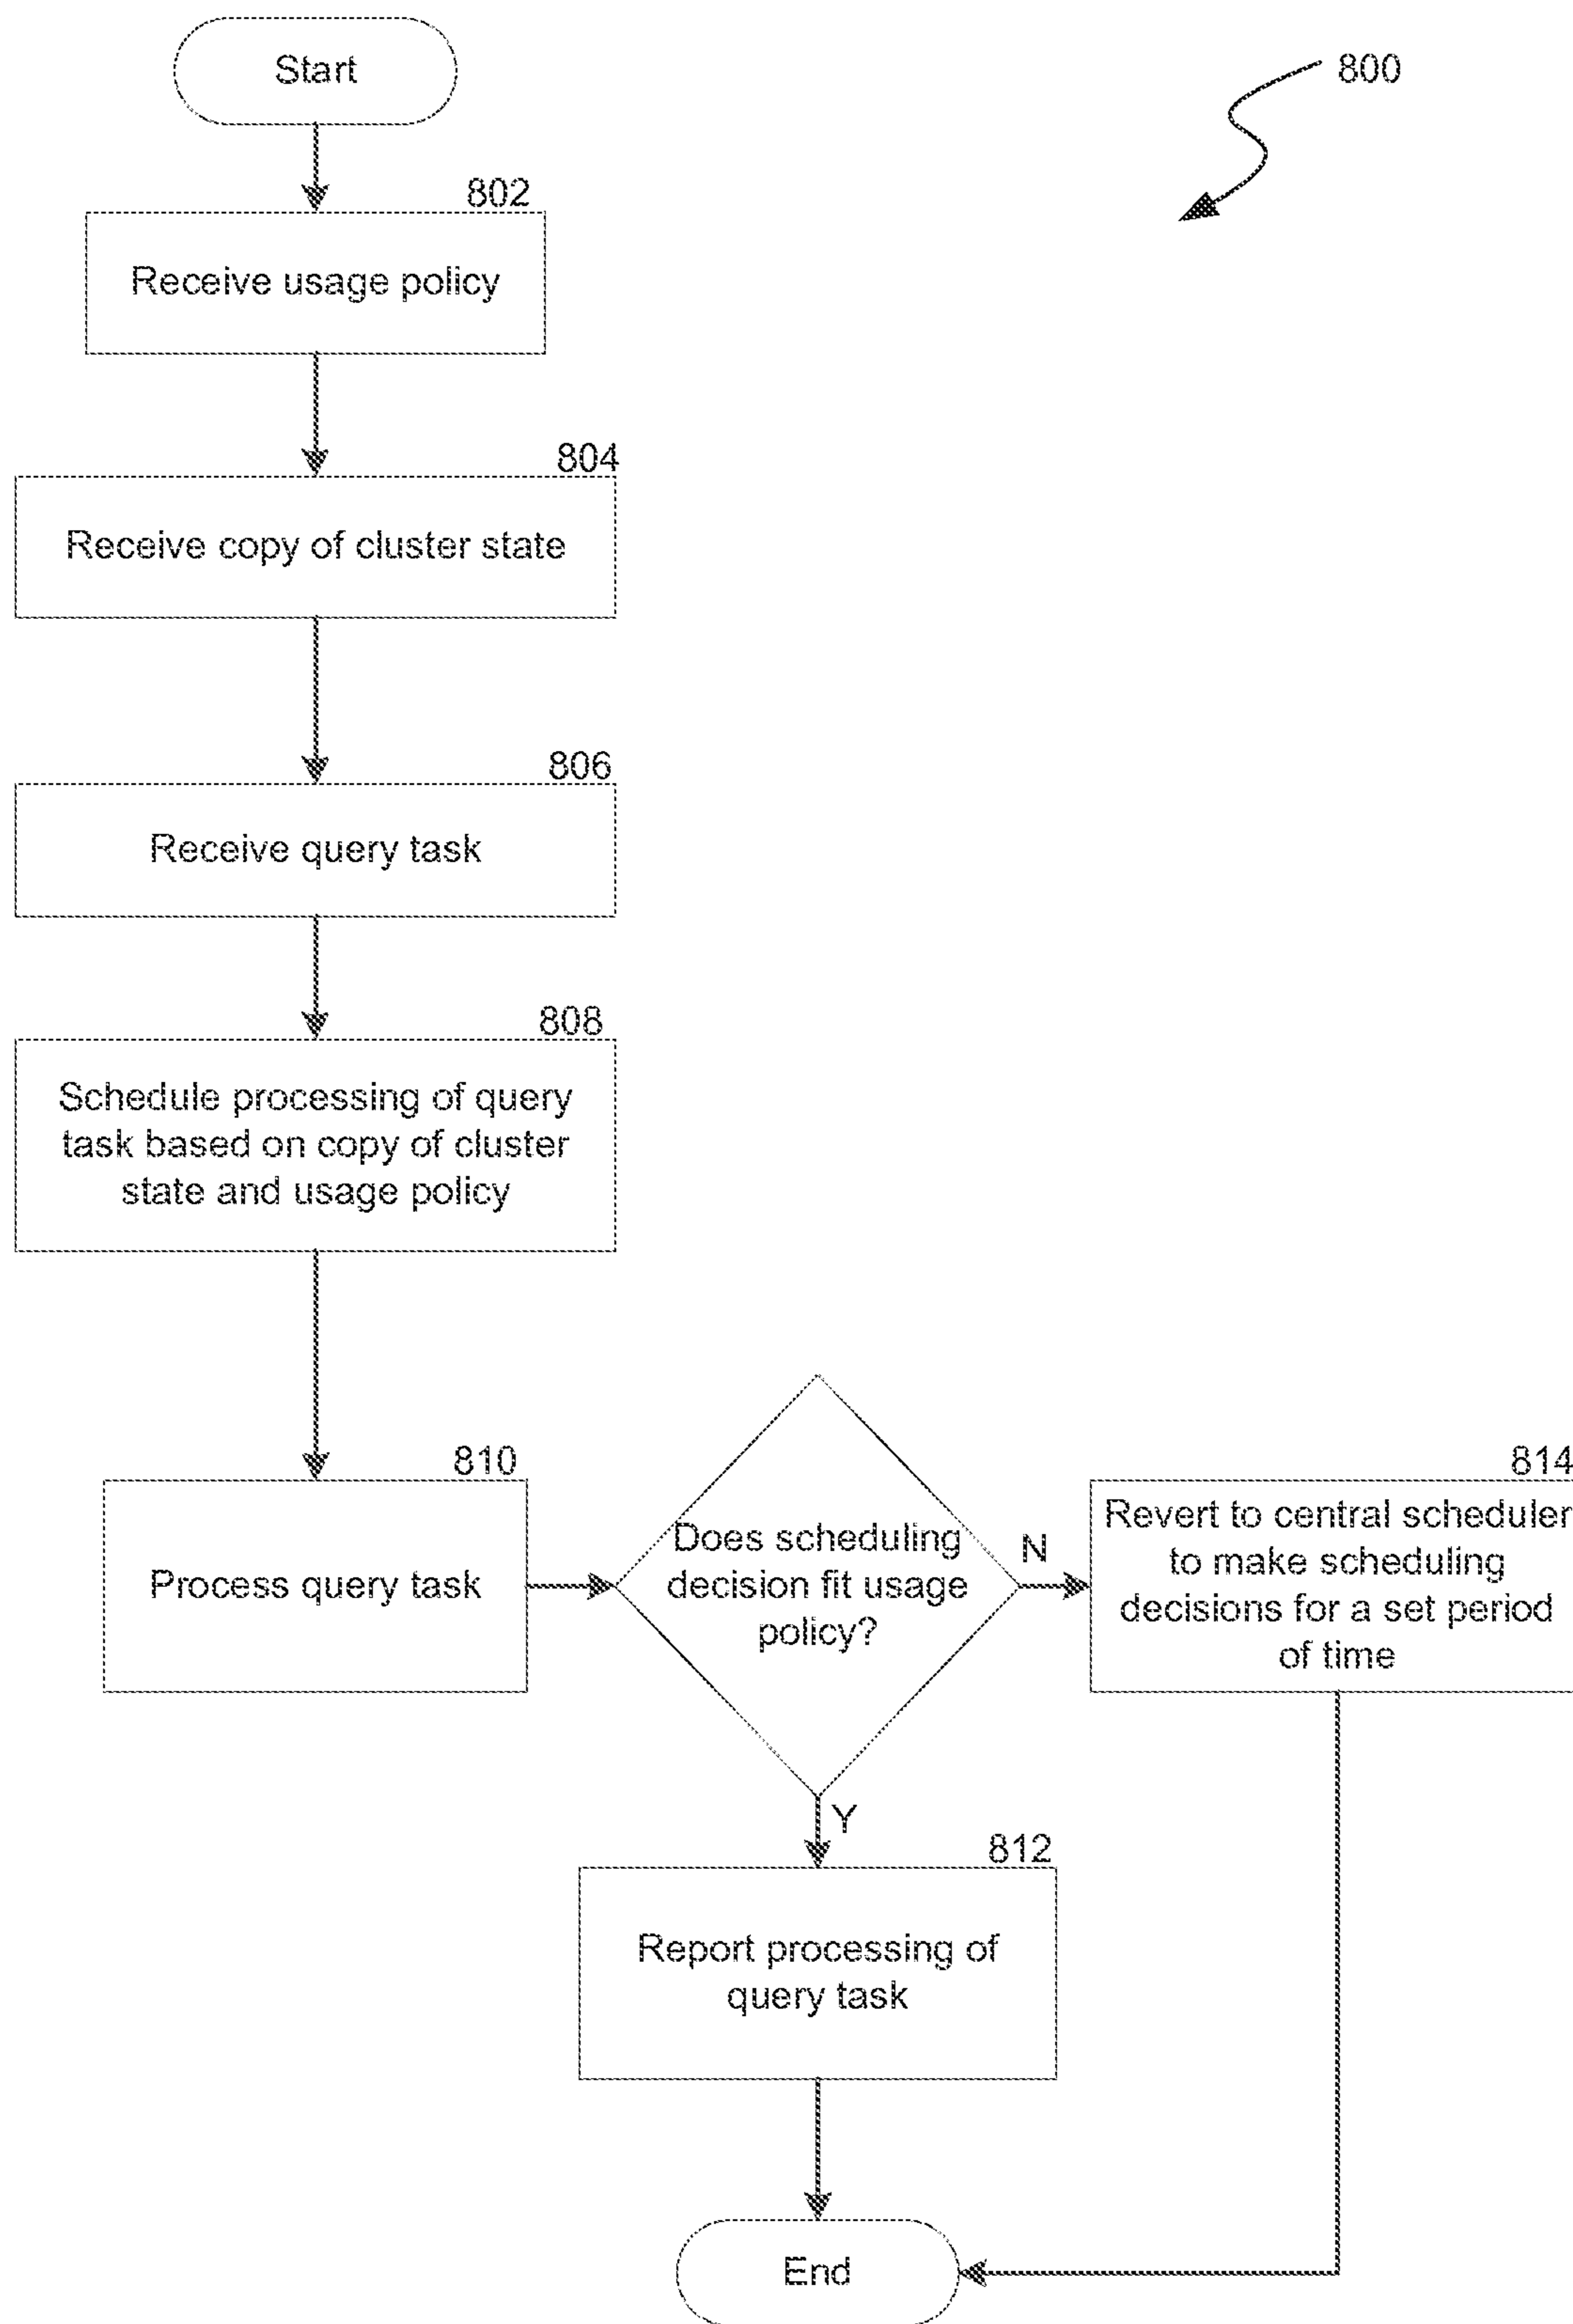 Start
800
802
Receive usage policy
804
Receive copy of cluster state
806
Receive query task
808
Schedule processing of query
task based on copy of cluster
state and usage policy
810
Process query task
Does scheduling
decision fit usage
policy?
N
814
Revert to central scheduler
to make scheduling
decisions for a set period
of time
Y
812
Report processing of
query task
End